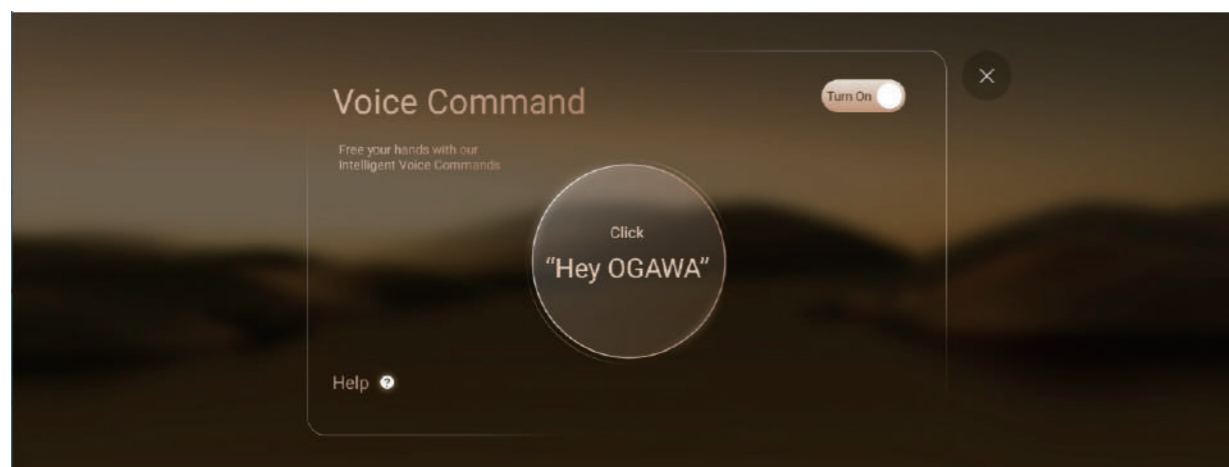 Voice Command
Turn On
Free your hands with our
Intelligent Voice Commands
Click
“Hey OGAWA”
Help ?